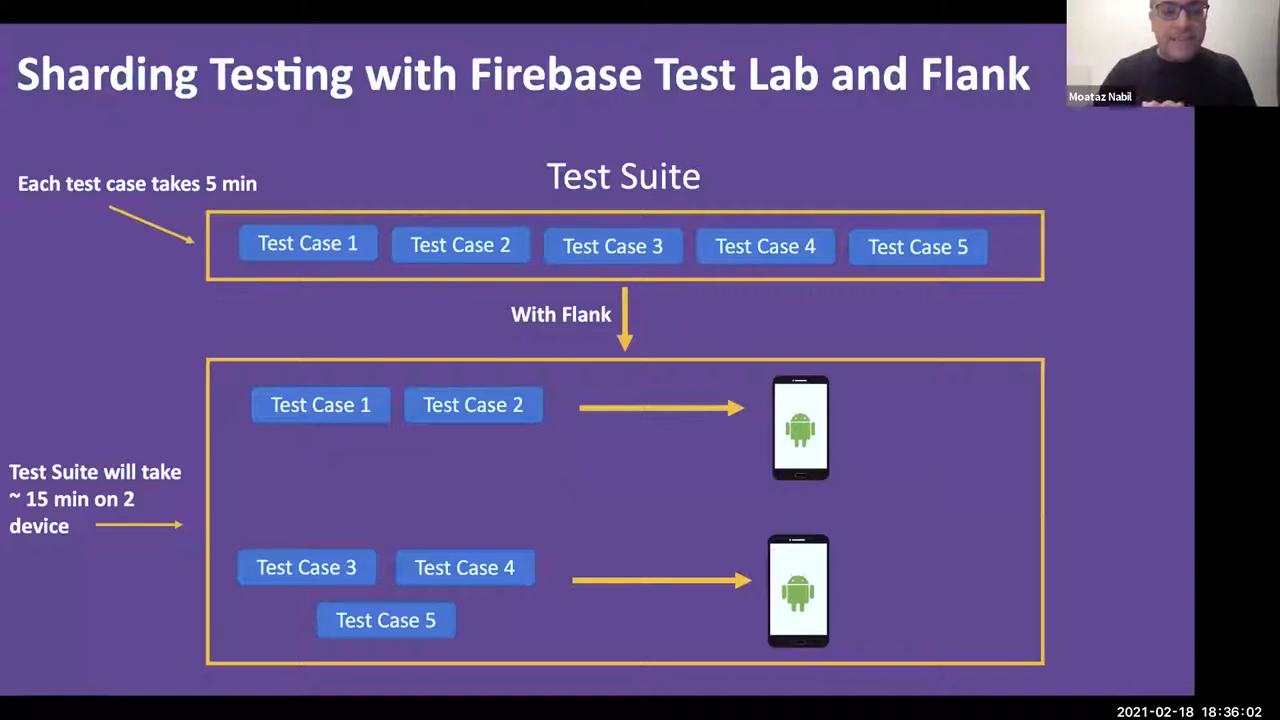 Sharding Testing with Firebase Test Lab and Flank
Moataz Nabil
Each test case takes 5 min
Test Suite
Test Case 1
Test Case 2
Test Case 3
Test Case 4
Test Case 5
With Flank
Test Case 1
Test Case 2
Test Suite will take
~ 15 min on 2
device
Test Case 3
Test Case 4
Test Case 5
2021-02-18 18:36:02